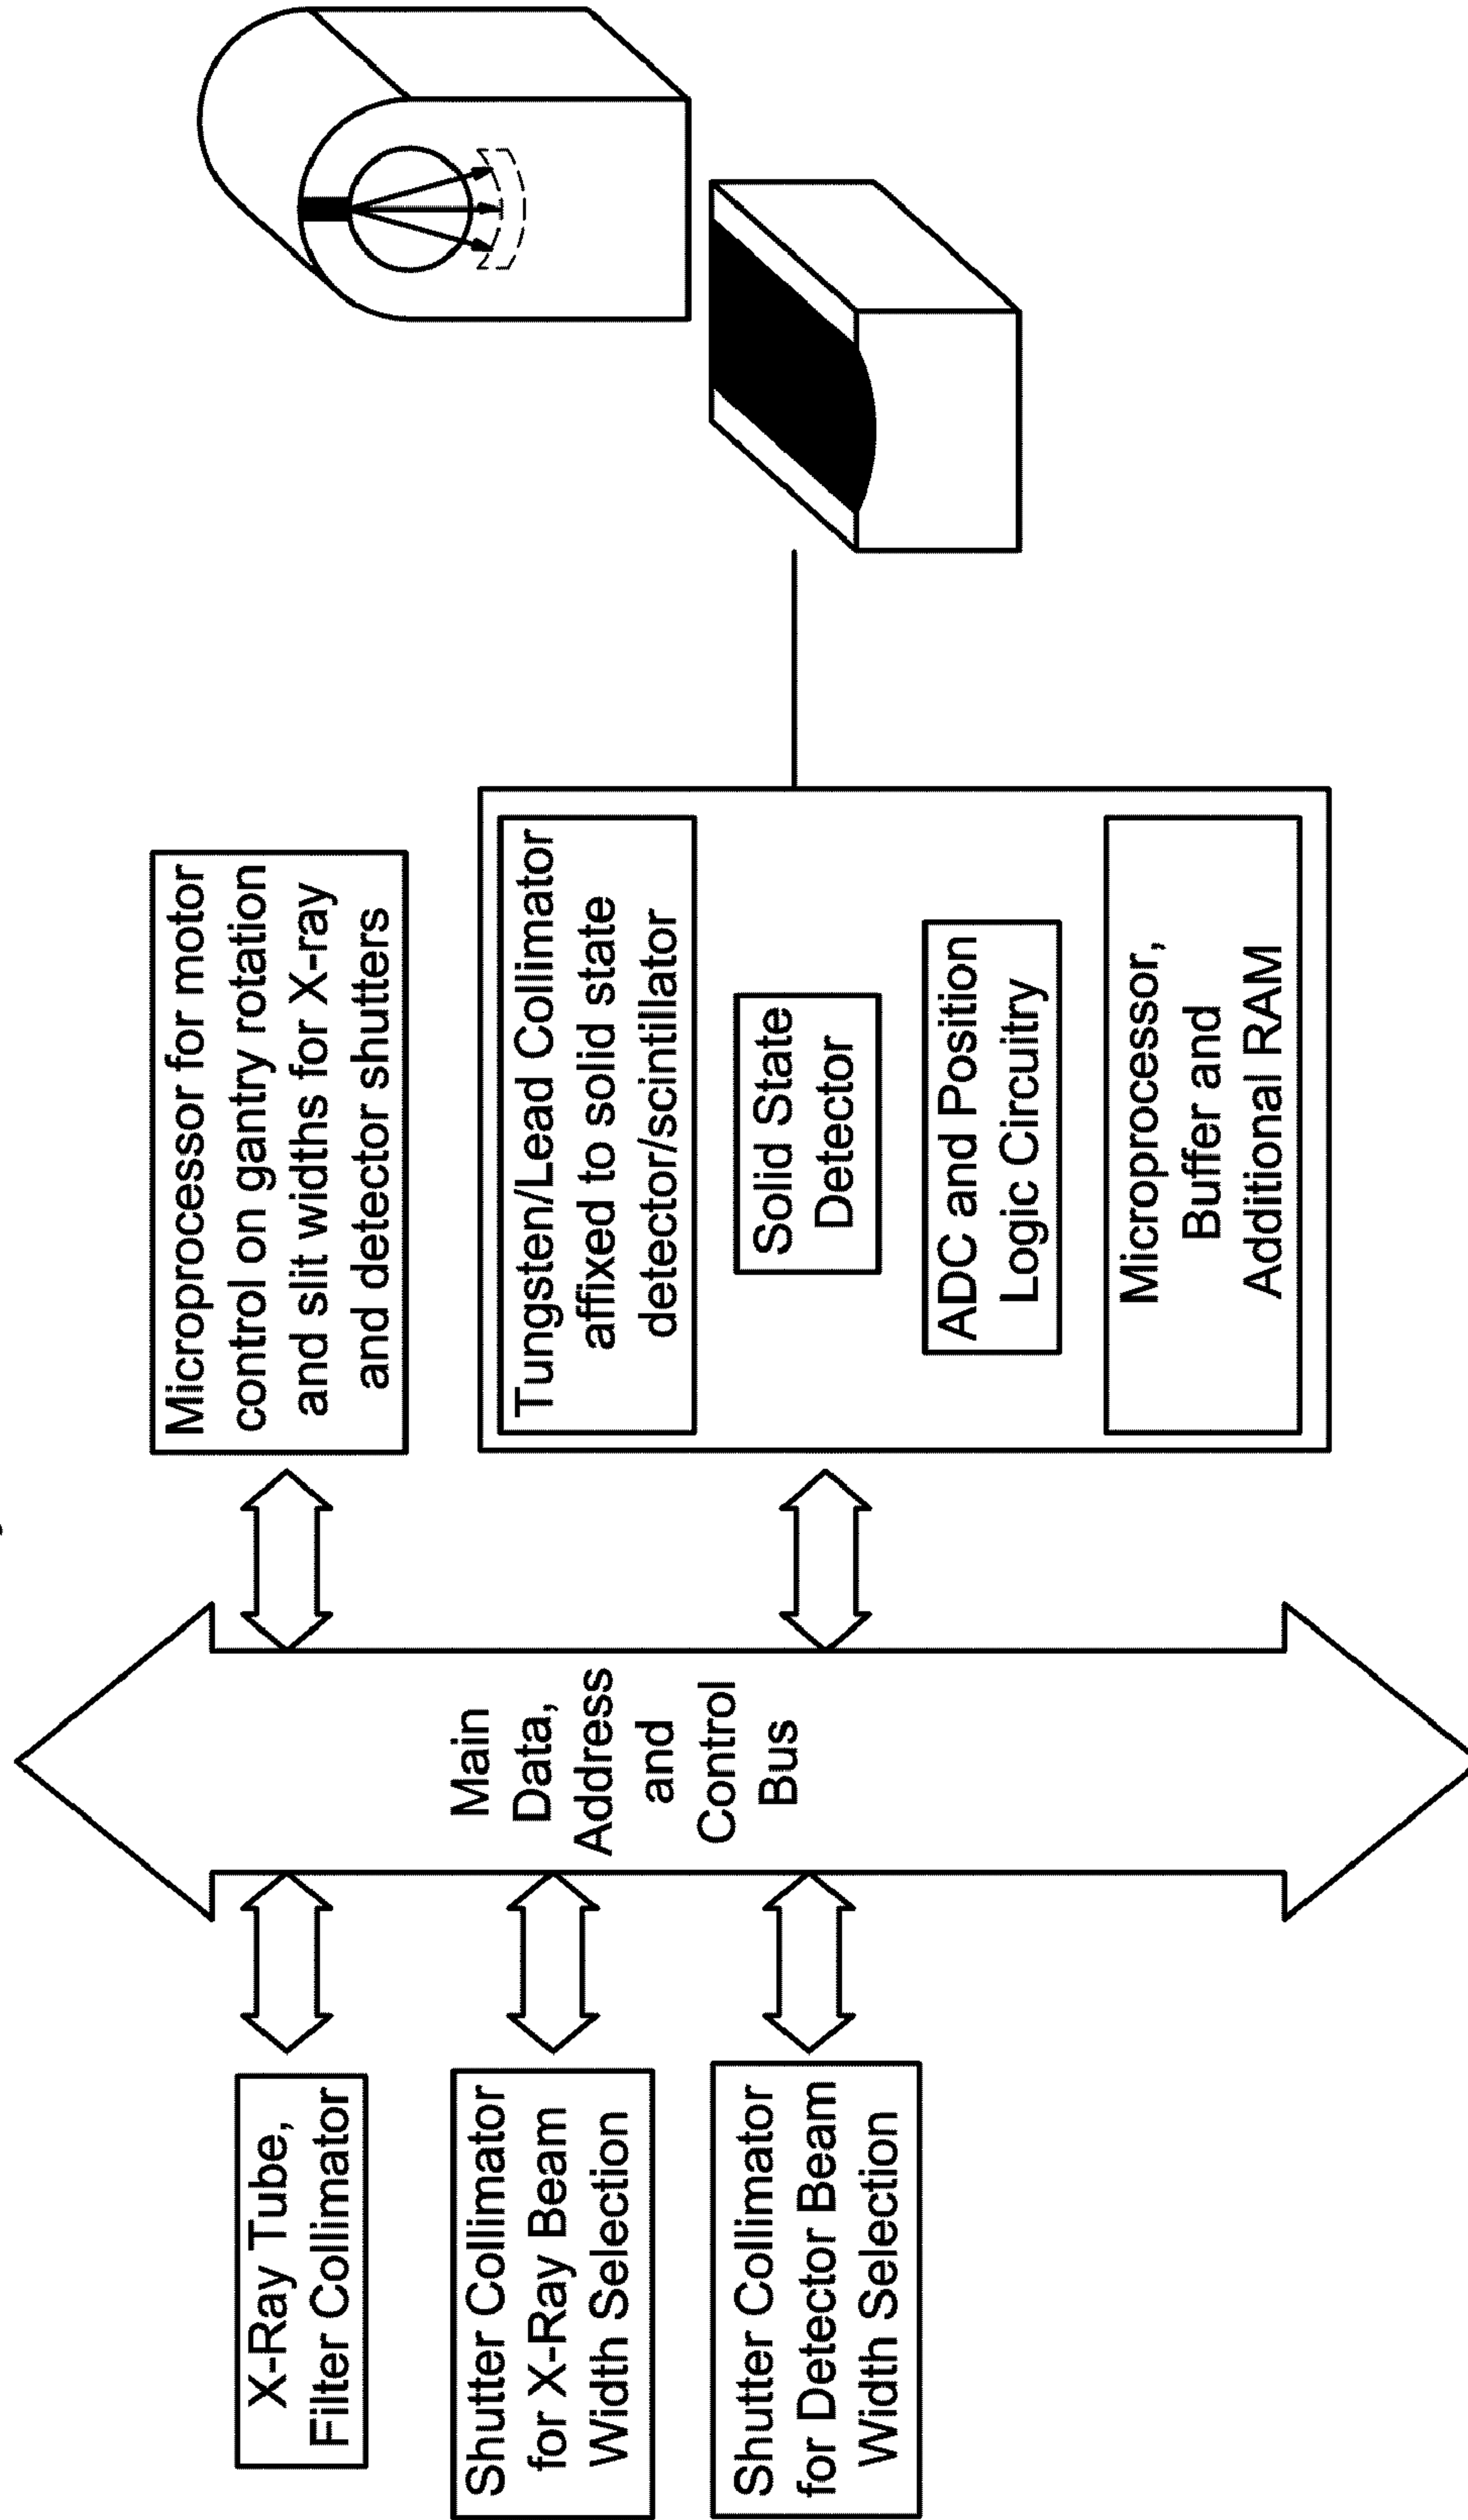 X-Ray Tube,
Filter Collimator
Shutter Collimator
for X-Ray Beam
Width Selection
Shutter Collimator
for Detector Beam
Width Selection
Main
Data,
Address
and
Control
Bus
Microprocessor for motor
control on gantry rotation
and slit widths for X-ray
and detector shutters
Tungsten/Lead Collimator
affixed to solid state
detector/scintillator
Solid State
Detector
ADC and Position
Logic Circuitry
Microprocessor,
Buffer and
Additional RAM